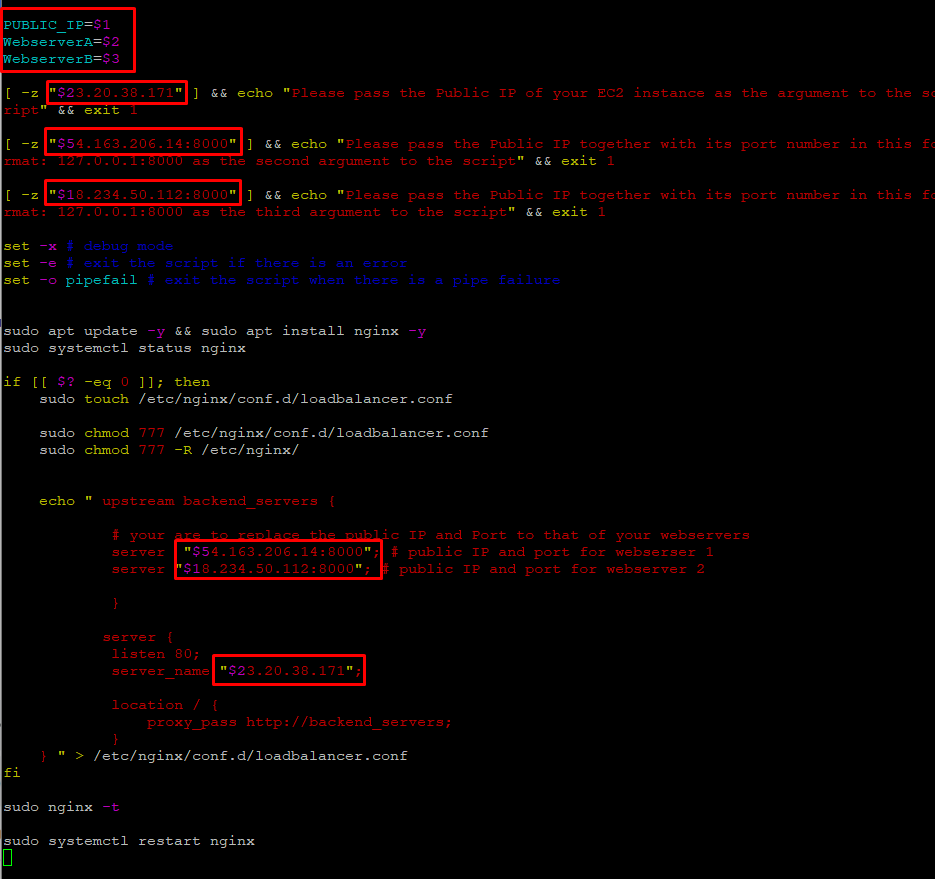 PUBLIC_IP=$1
WebserverA=$2
WebserverB=$3
[ -z "$23.20.38.171" ] && echo "Please pass the Public IP of your EC2 instance as the argument to the sc
ript" && exit 1
[ -z "$54.163.206.14:8000" ] && echo "Please pass the Public IP together with its port number in this fo
rmat: 127.0.0.1:8000 as the second argument to the script" && exit 1
[ -z "$18.234.50.112:8000" ] && echo "Please pass the Public IP together with its port number in this fo
rmat: 127.0.0.1:8000 as the third argument to the script" && exit 1
set -x # debug mode
set -e # exit the script if there is an error
set -o pipefail # exit the script when there is a pipe failure
sudo apt update -y && sudo apt install nginx -y
sudo systemctl status nginx
if [[ $? -eq 0 ]]; then
sudo touch /etc/nginx/conf.d/loadbalancer.conf
sudo chmod 777 /etc/nginx/conf.d/loadbalancer.conf
sudo chmod 777 -R /etc/nginx/
echo " upstream backend_servers {
# your are to replace the public IP and Port to that of your webservers
server "$54.163.206.14:8000"; # public IP and port for webserser 1
server "$18.234.50.112:8000"; # public IP and port for webserver 2
}
server {
listen 80;
server_name "$23.20.38.171";
location / {
proxy_pass http://backend_servers;
}
} " > /etc/nginx/conf.d/loadbalancer.conf
fi
sudo nginx -t
sudo systemctl restart nginx